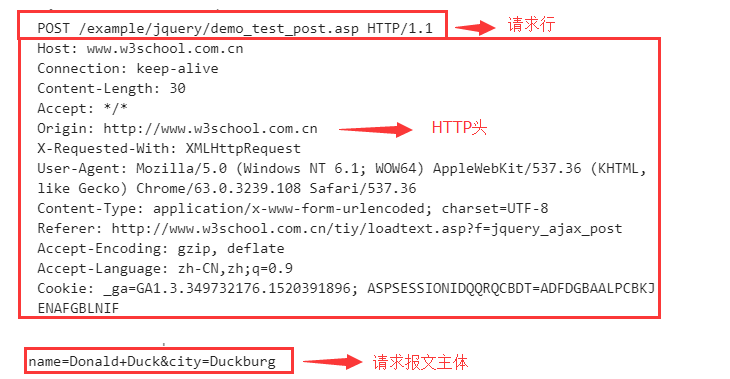 POST /example/jquery/demo_test_post.asp HTTP/1.1 请求行
Host: www.w3school.com.cn
Connection: keep-alive
Content-Length: 30
Accept: */*
Origin: http://www.w3school.com.cn HTTP头
X-Requested-With: XMLHttpRequest
User-Agent: Mozilla/5.0 (Windows NT 6.1; WOW64) AppleWebKit/537.36 (KHTML,
like Gecko) Chrome/63.0.3239.108 Safari/537.36
Content-Type: application/x-www-form-urlencoded; charset=UTF-8
Referer: http://www.w3school.com.cn/tiy/loadtext.asp?f=jquery_ajax_post
Accept-Encoding: gzip, deflate
Accept-Language: zh-CN,zh;q=0.9
Cookie: _ga=GA1.3.349732176.1520391896; ASPSESSIONIDQQRQCBDT=ADFDGBAALPCBKJ
ENAFGBLNIF
name=Donald+Duck&city=Duckburg 请求报文主体